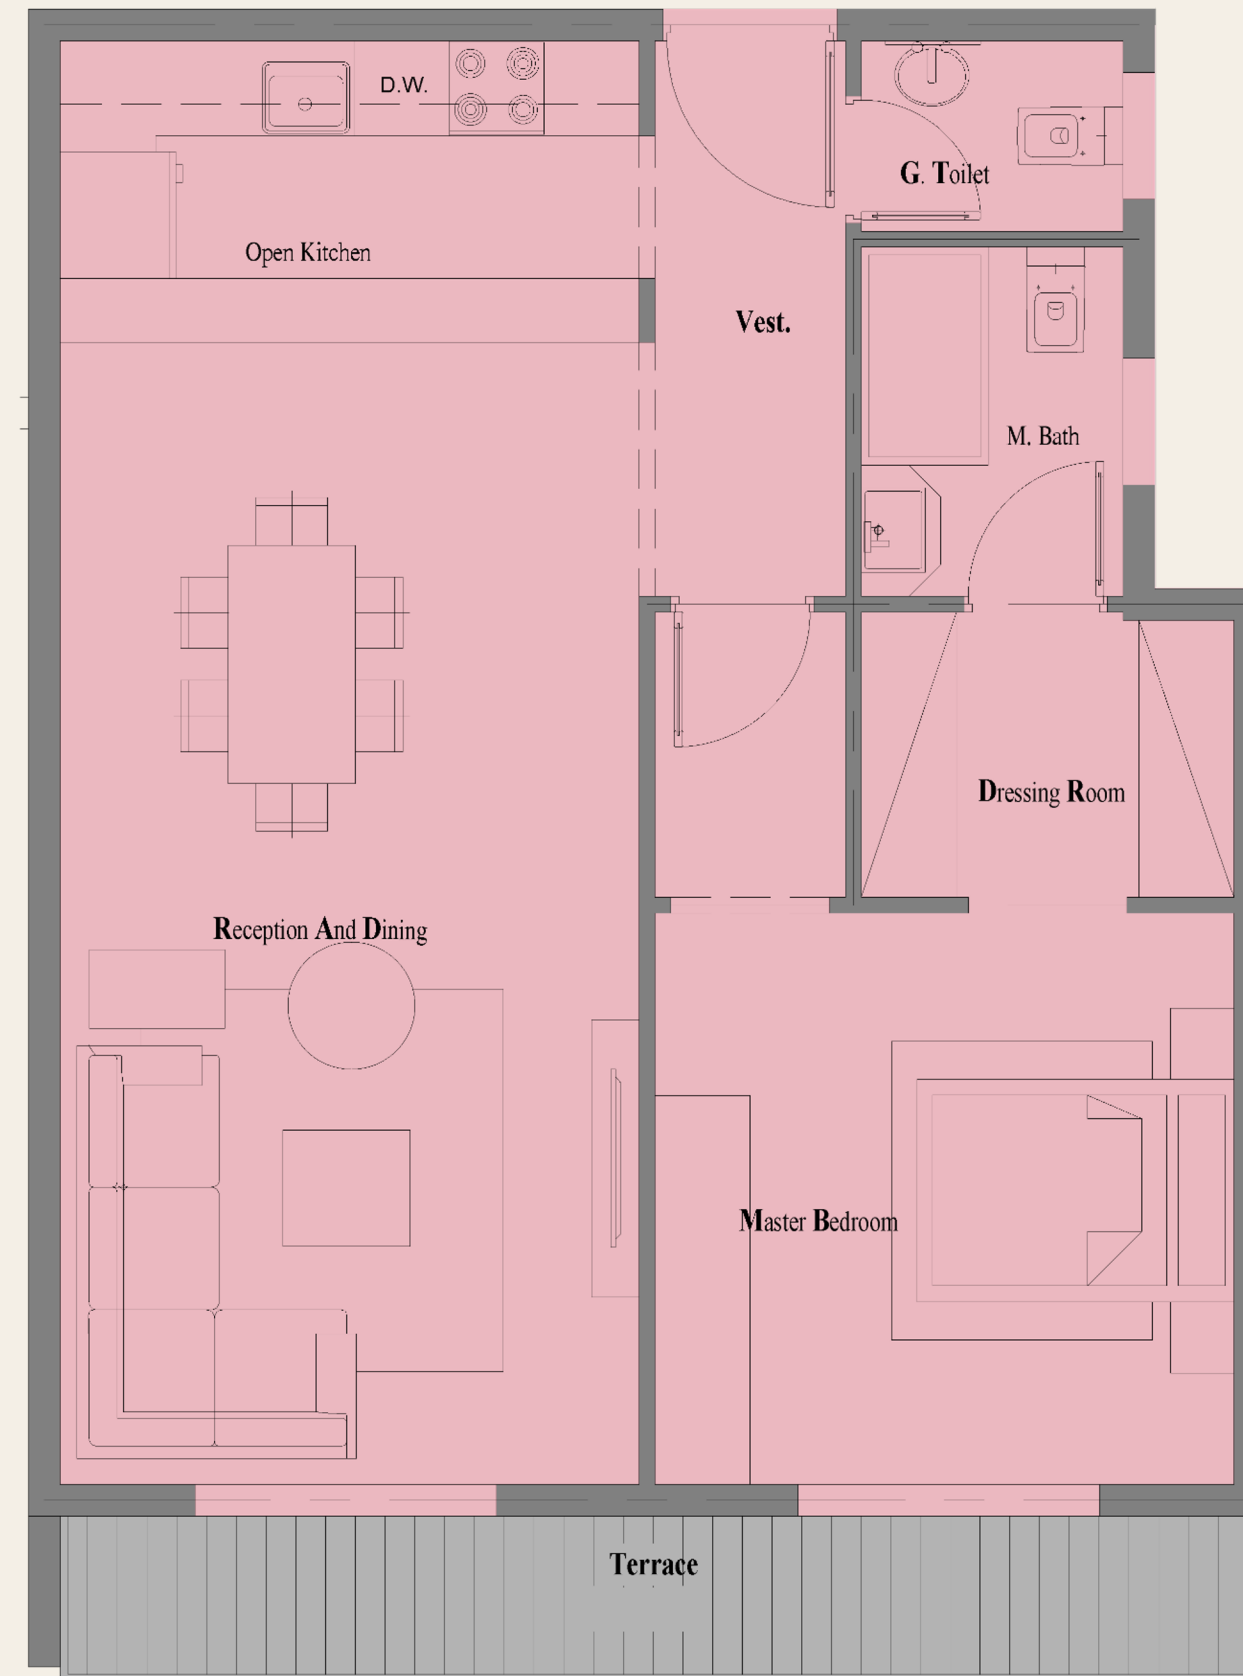 D.W.
G. Toilet
Open Kitchen
Vest.
M. Bath
Dressing Room
Reception And Dining
Master Bedroom
Terrace